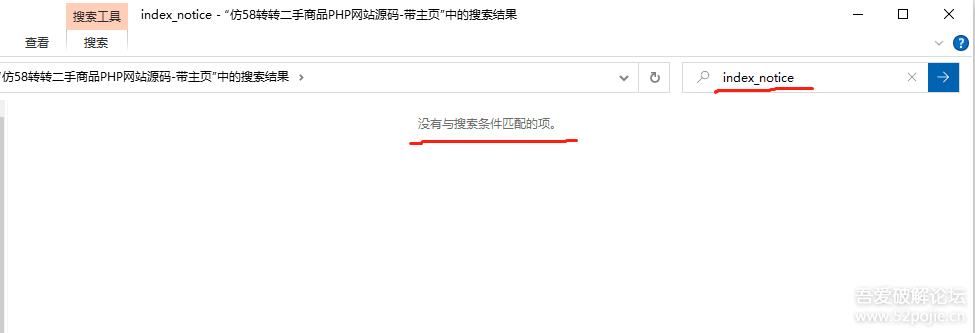 搜索工具
index_notice - “仿58转转二手商品PHP网站源码-带主页”中的搜索结果
查看
搜索
“仿58转转二手商品PHP网站源码-带主页”中的搜索结果
index_notice
没有与搜索条件匹配的项。
吾爱破解论坛
www.52pojie.cn